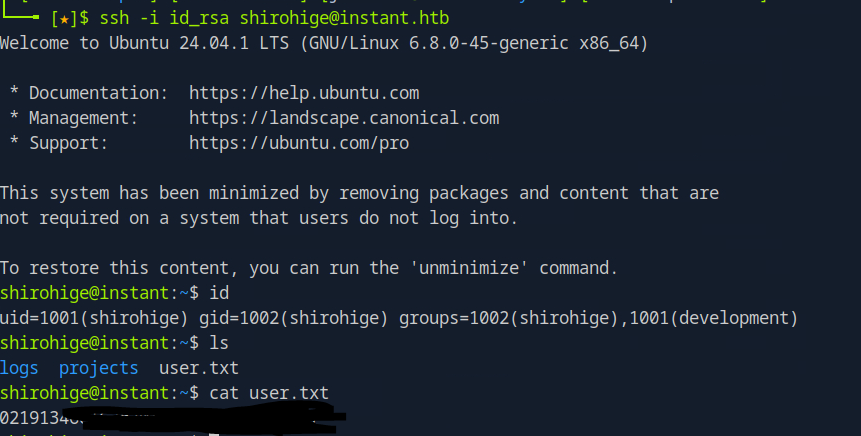 [★]$ ssh -i id_rsa shirohige@instant.htb
Welcome to Ubuntu 24.04.1 LTS (GNU/Linux 6.8.0-45-generic x86_64)
* Documentation:  https://help.ubuntu.com
* Management:     https://landscape.canonical.com
* Support:        https://ubuntu.com/pro
This system has been minimized by removing packages and content that are
not required on a system that users do not log into.
To restore this content, you can run the 'unminimize' command.
shirohige@instant:~$ id
uid=1001(shirohige) gid=1002(shirohige) groups=1002(shirohige),1001(development)
shirohige@instant:~$ ls
logs  projects  user.txt
shirohige@instant:~$ cat user.txt